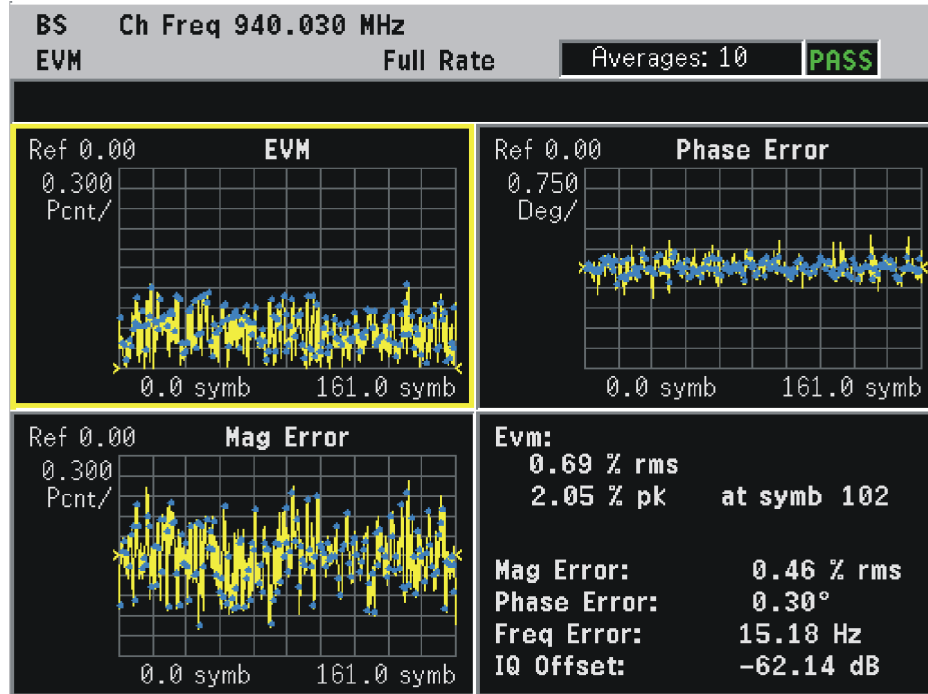 BS Ch Freq 940.030 MHz
EVM Full Rate Averages: 10 PASS
Ref 0.00 EVM
0.300
Pcnt/
0.0 symb 161.0 symb
Ref 0.00 Phase Error
0.750
Deg/
0.0 symb 161.0 symb
Ref 0.00 Mag Error
0.300
Pcnt/
0.0 symb 161.0 symb
Evm:
0.69 % rms
2.05 % pk at symb 102
Mag Error: 0.46 % rms
Phase Error: 0.30°
Freq Error: 15.18 Hz
IQ Offset: -62.14 dB